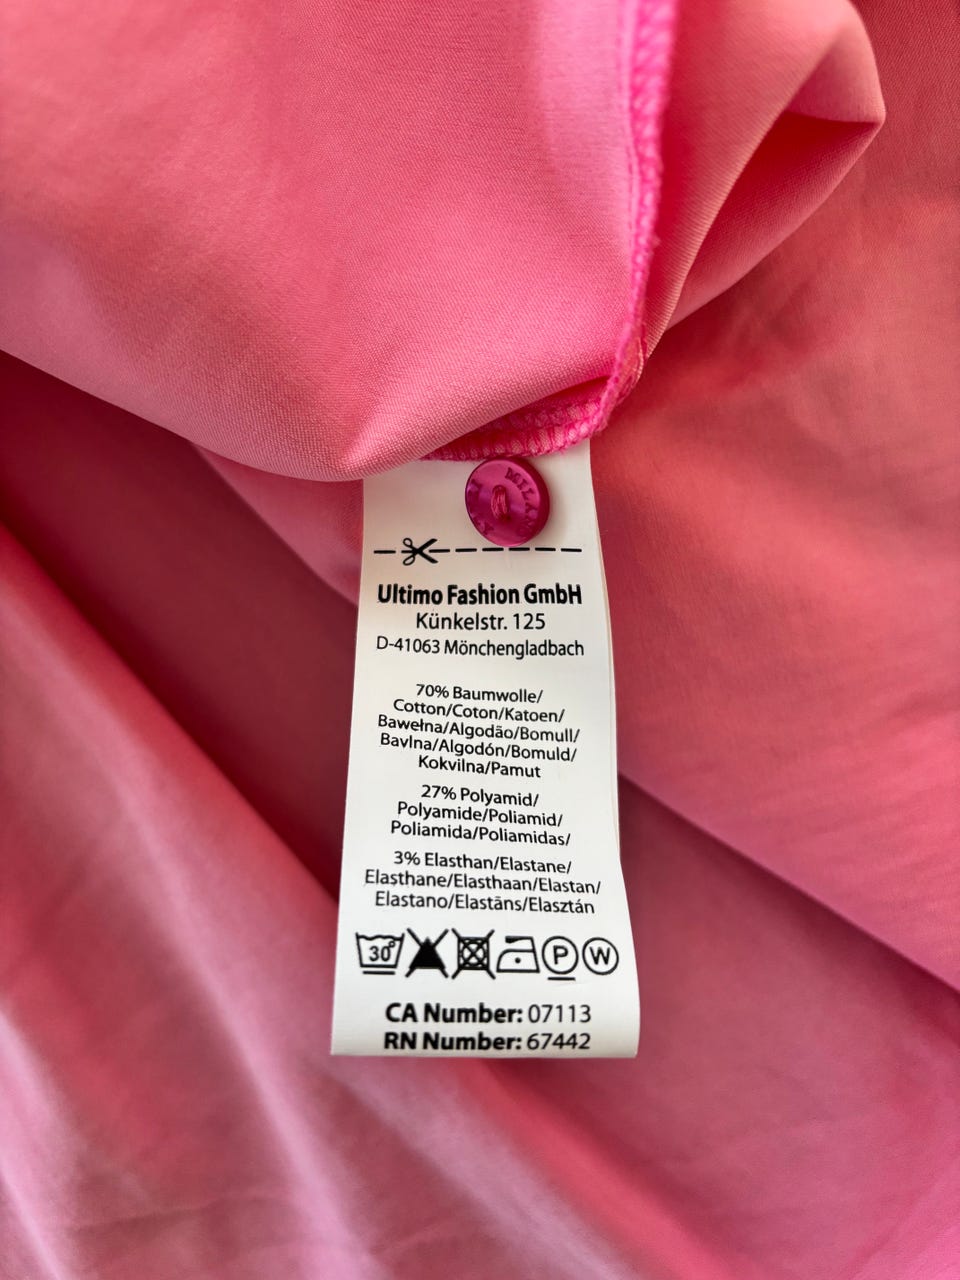 MILANO
Ultimo Fashion GmbH
Künkelstr. 125
D-41063 Mönchengladbach
70% Baumwolle/
Cotton/Coton/Katoen/
Bawełna/Algodão/Bomull/
Bavlna/Algodón/Bomuld/
Kokvilna/Pamut
27% Polyamid/
Polyamide/Poliamid/
Poliamida/Poliamidas/
3% Elasthan/Elastane/
Elasthane/Elasthaan/Elastan/
Elastano/Elastāns/Elasztán
30° P W
CA Number: 07113
RN Number: 67442